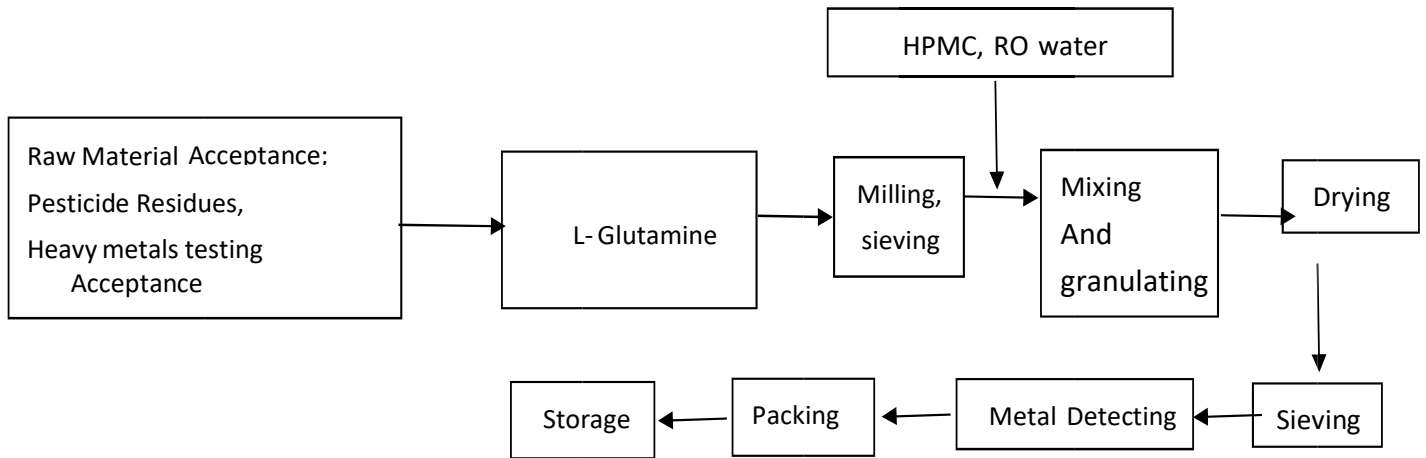 HPMC, RO water
Raw Material Acceptance:
Pesticide Residues,
Heavy metals testing
Acceptance
L- Glutamine
Milling,
sieving
Mixing
And
granulating
Drying
Sieving
Metal Detecting
Packing
Storage